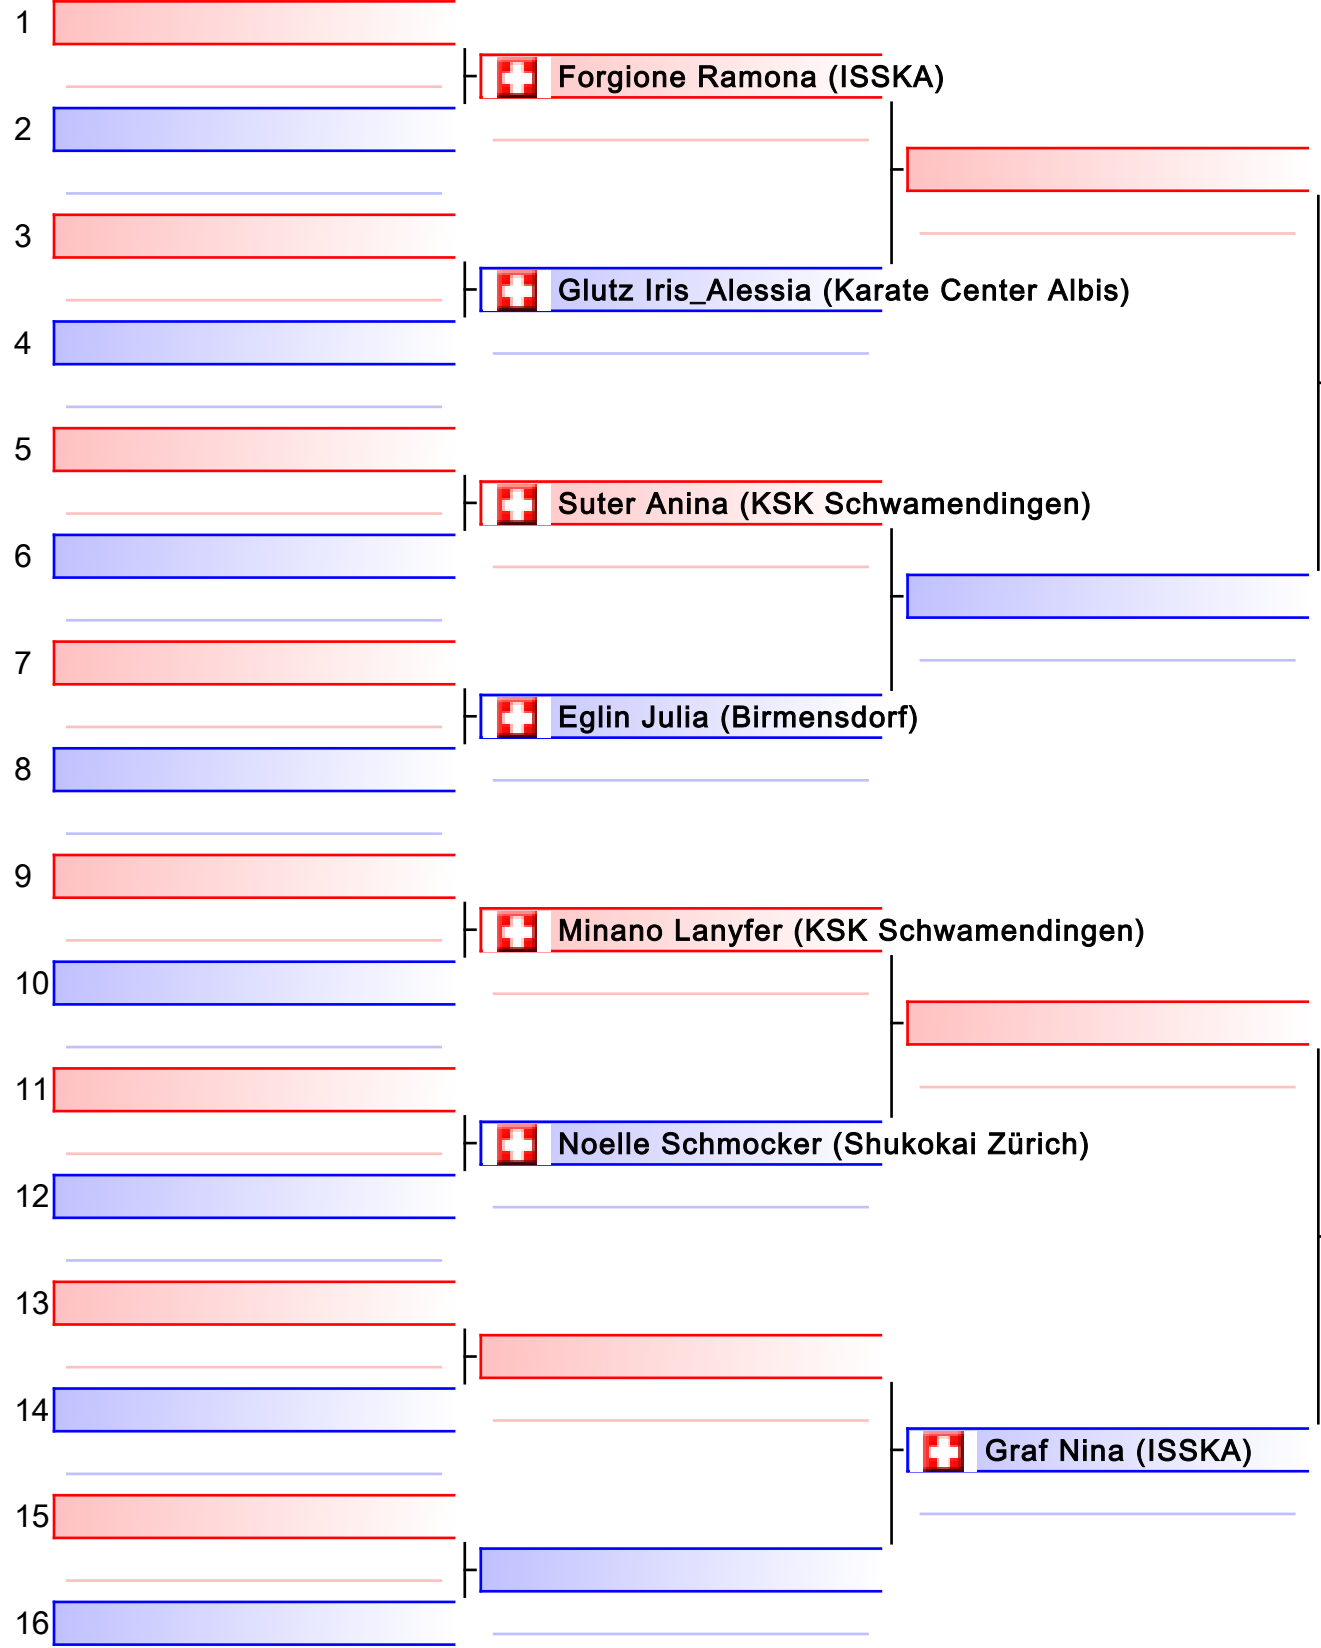 1
Forgione Ramona (ISSKA)
2
3
Glutz Iris_Alessia (Karate Center Albis)
4
5
Suter Anina (KSK Schwamendingen)
6
7
Eglin Julia (Birmensdorf)
8
9
Minano Lanyfer (KSK Schwamendingen)
10
11
Noelle Schmocker (Shukokai Zürich)
12
13
14
Graf Nina (ISSKA)
15
16